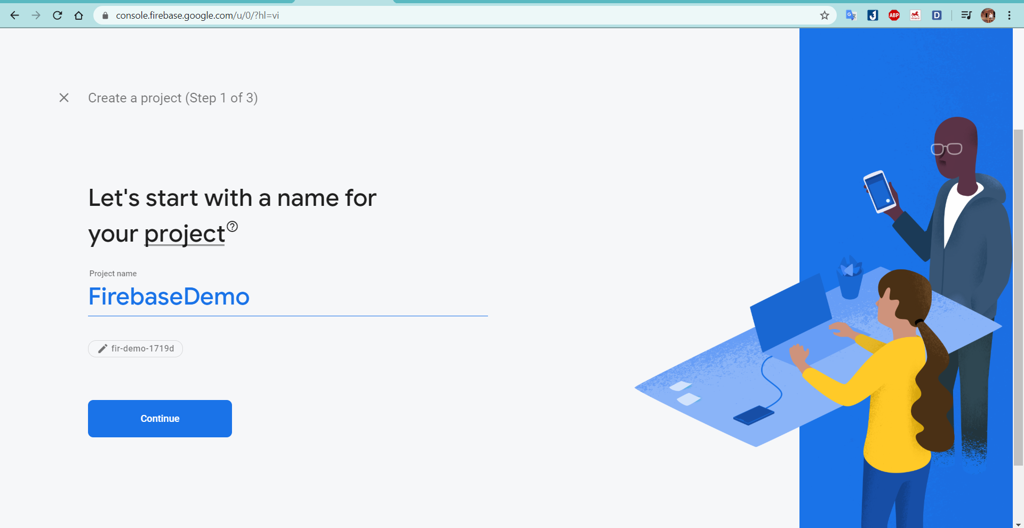 console.firebase.google.com/u/0/?hl=vi
Create a project (Step 1 of 3)
Let's start with a name for
your project
Project name
FirebaseDemo
fir-demo-1719d
Continue